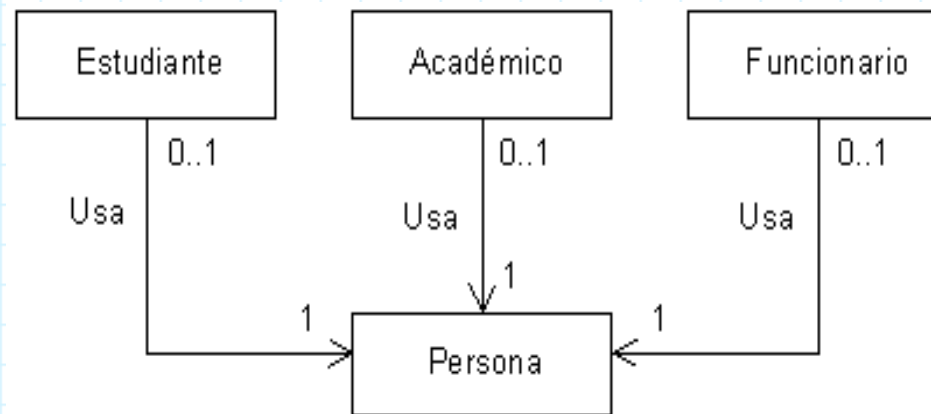 Estudiante
Académico
Funcionario
0..1
0..1
0..1
Usa
Usa
Usa
1
1
1
Persona